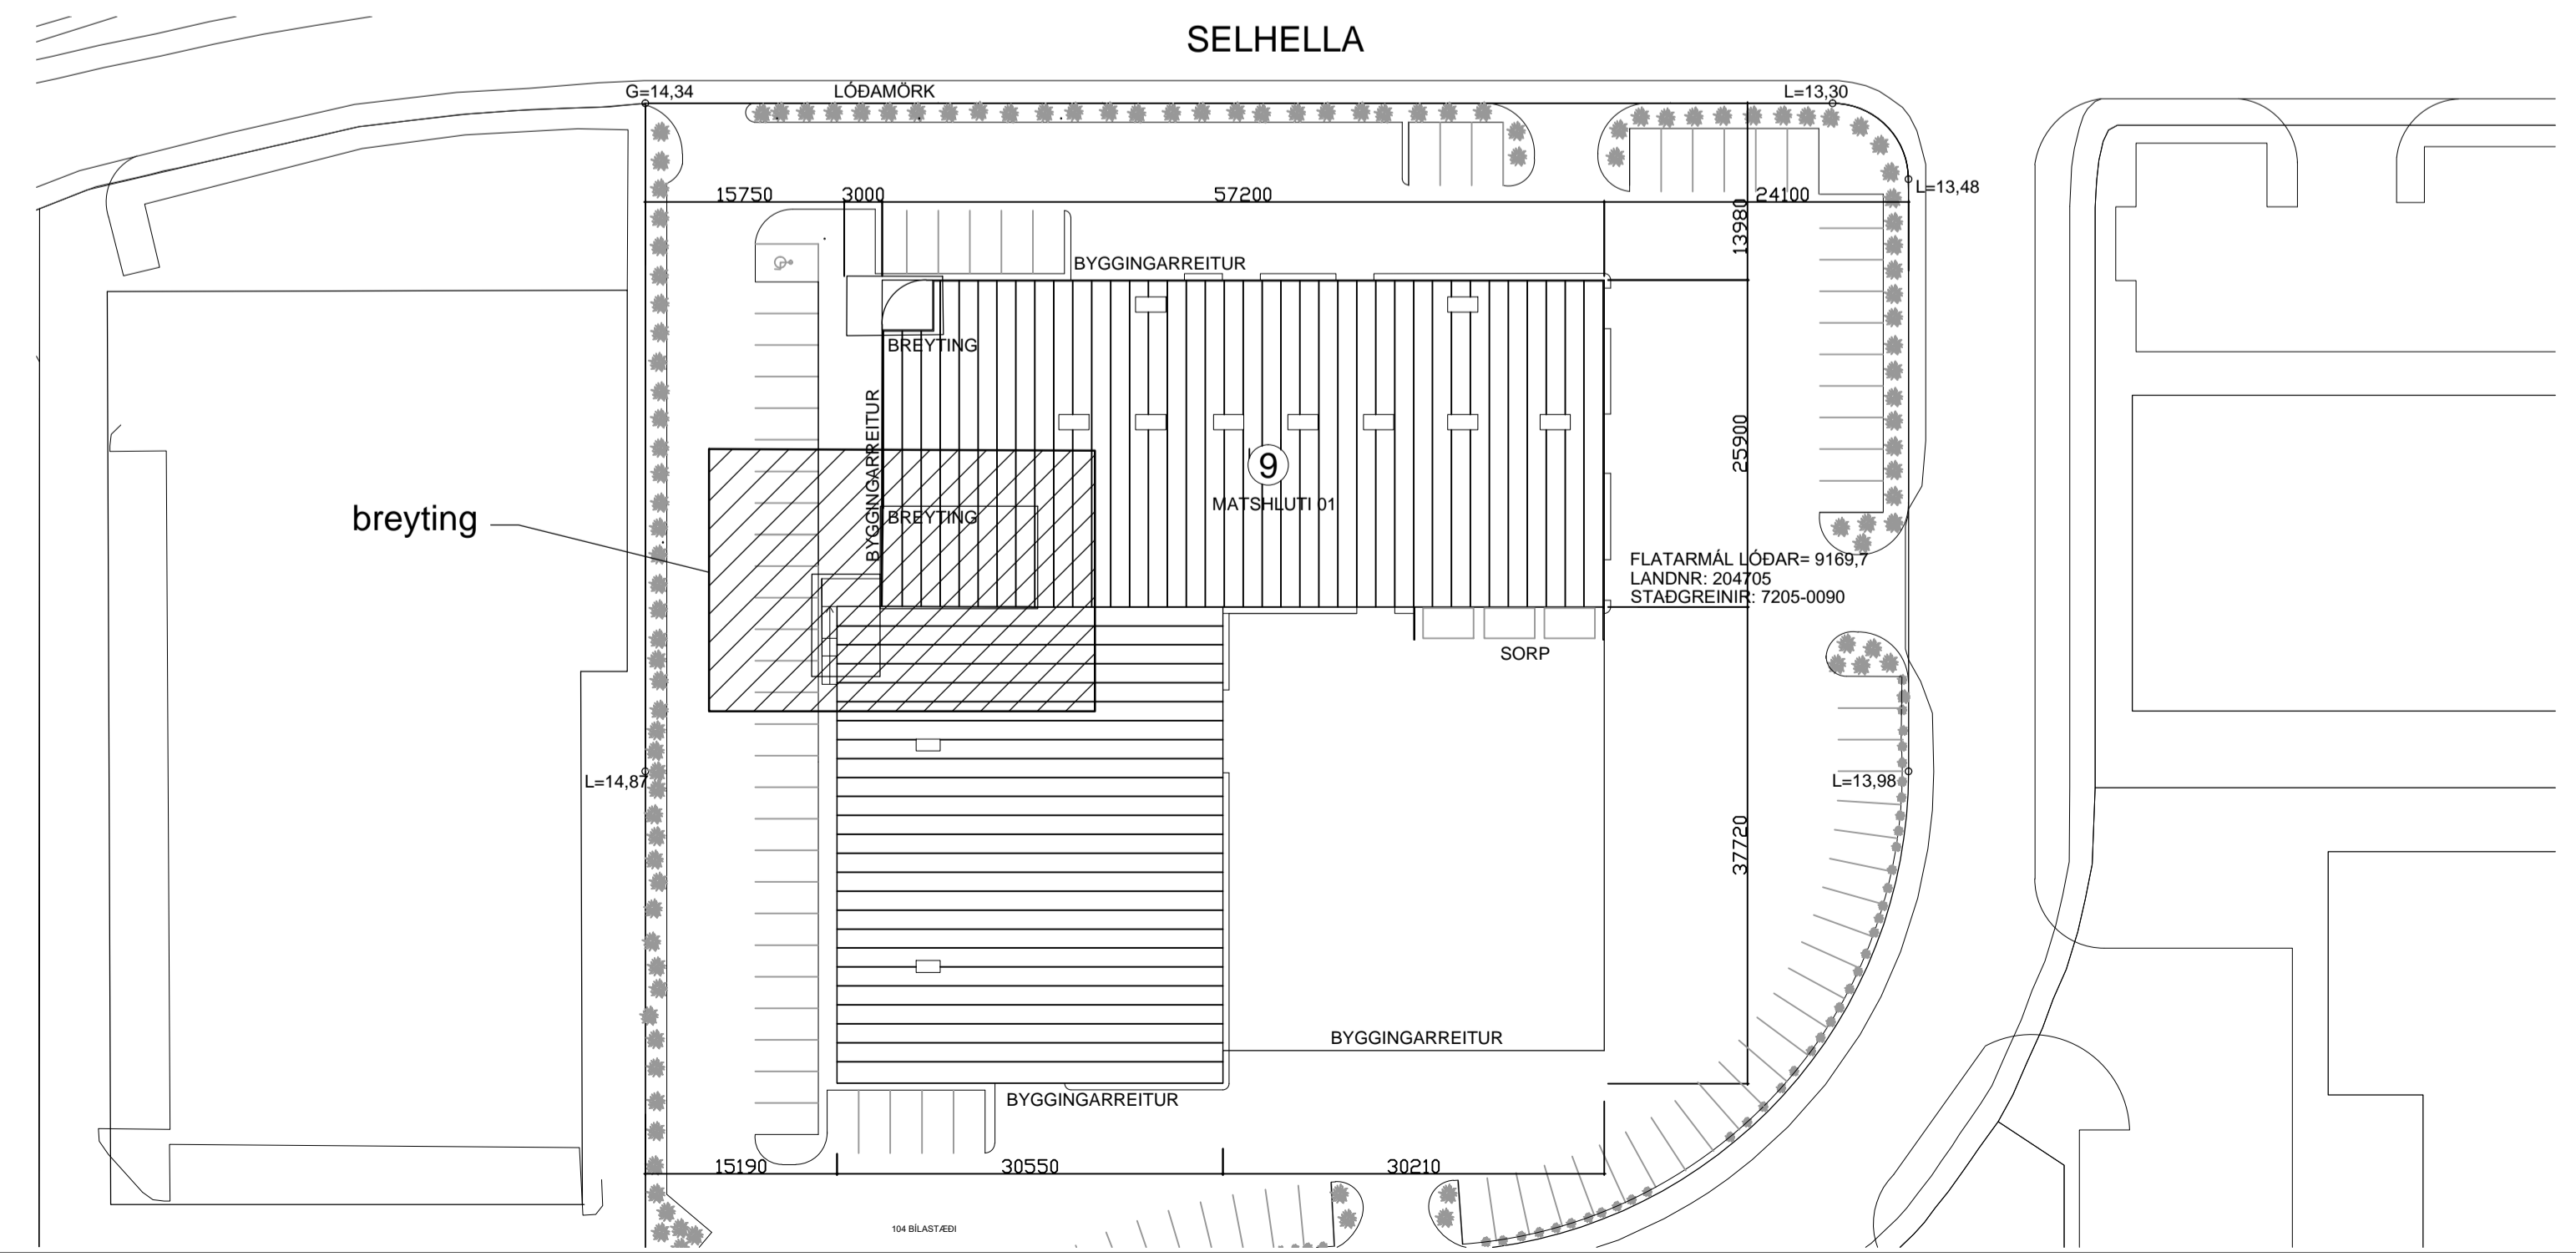 SELHELLA
G=14,34
LÓÐAMÖRK
L=13,30
L=13,48
15750
3000
57200
24100
13980
BYGGINGARREITUR
BREYTING
BYGGINGARREITUR
25900
9
MATSHLUTI 01
breyting
BREYTING
FLATARMÁL LÓÐAR= 9169,7
LANDNR: 204705
STAÐGREINIR: 7205-0090
SORP
L=14,87
L=13,98
37720
BYGGINGARREITUR
BYGGINGARREITUR
15190
30550
30210
104 BÍLASTÆÐI